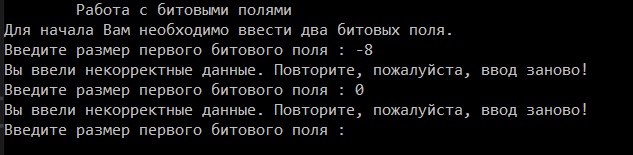 Работа с битовыми полями
Для начала Вам необходимо ввести два битовых поля.
Введите размер первого битового поля : -8
Вы ввели некорректные данные. Повторите, пожалуйста, ввод заново!
Введите размер первого битового поля : 0
Вы ввели некорректные данные. Повторите, пожалуйста, ввод заново!
Введите размер первого битового поля :